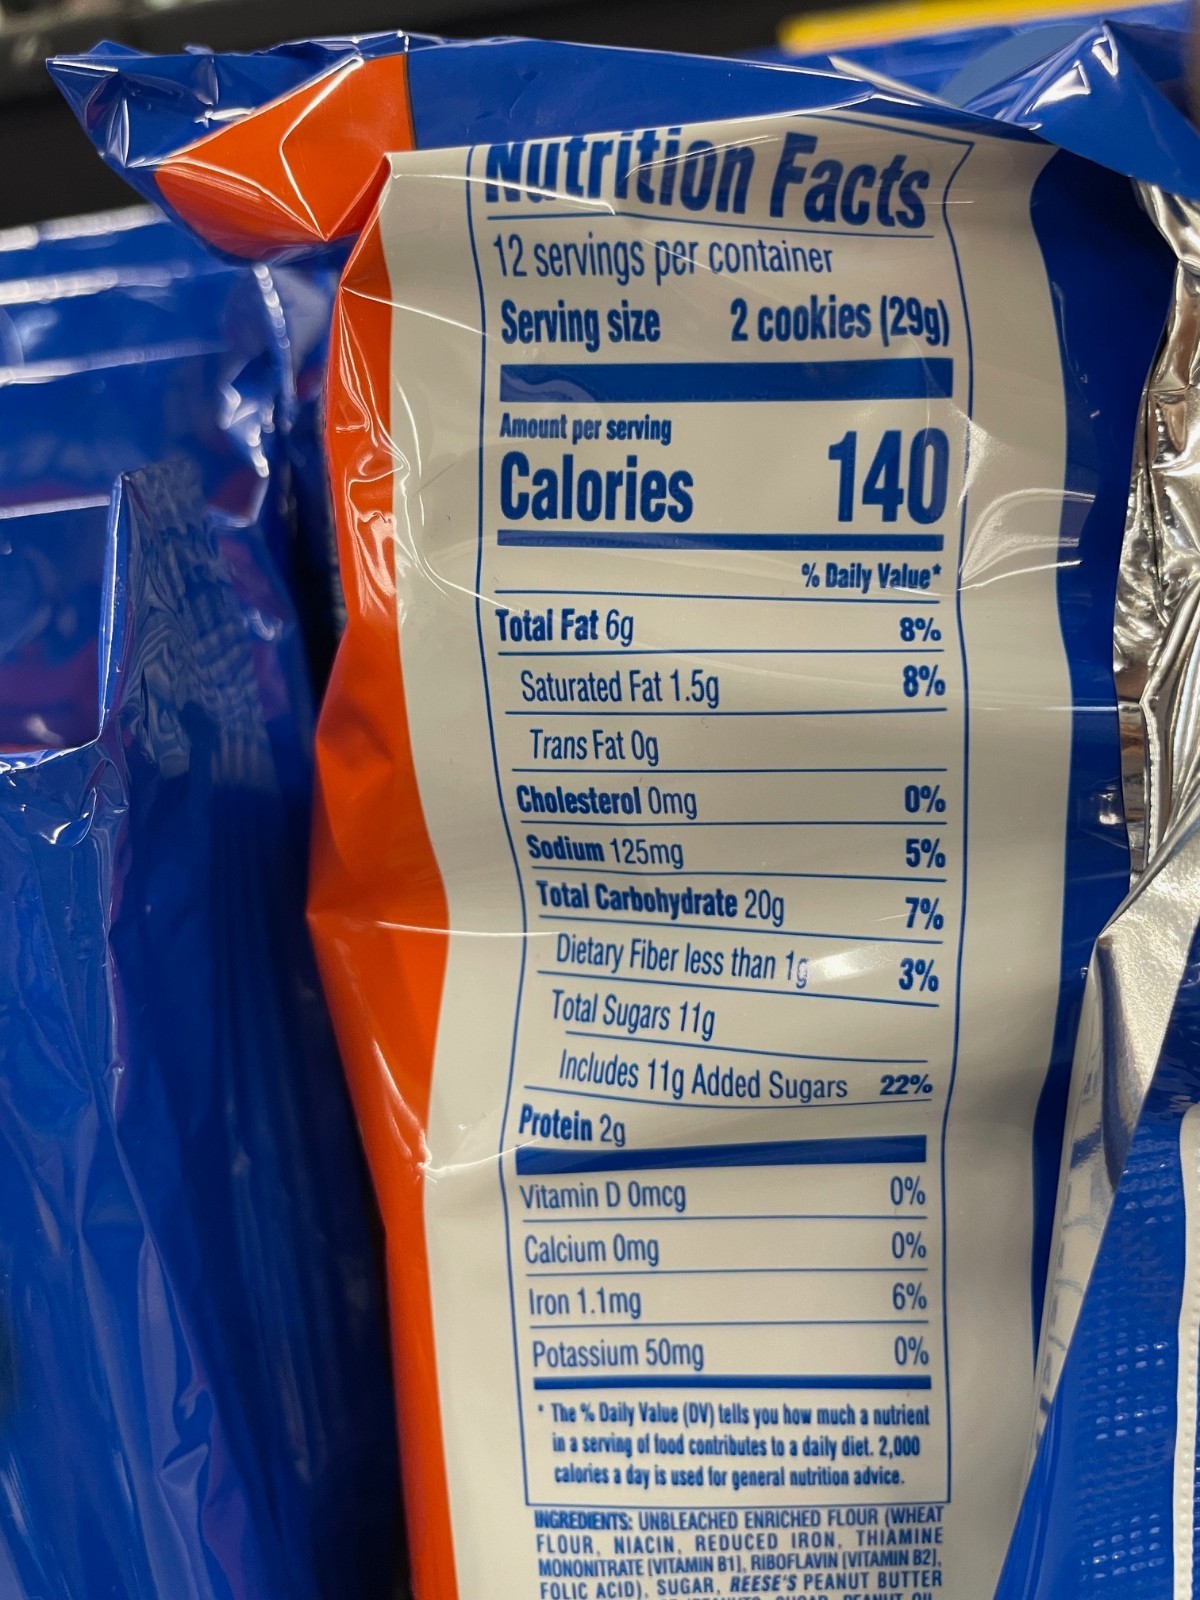 Nutrition Facts
12 servings per container
Serving size 2 cookies (29g)
Amount per serving
Calories 140
% Daily Value*
Total Fat 6g 8%
Saturated Fat 1.5g 8%
Trans Fat 0g
Cholesterol 0mg 0%
Sodium 125mg 5%
Total Carbohydrate 20g 7%
Dietary Fiber less than 1g 3%
Total Sugars 11g
Includes 11g Added Sugars 22%
Protein 2g
Vitamin D 0mcg 0%
Calcium 0mg 0%
Iron 1.1mg 6%
Potassium 50mg 0%
* The % Daily Value (DV) tells you how much a nutrient
in a serving of food contributes to a daily diet. 2,000
calories a day is used for general nutrition advice.
INGREDIENTS: UNBLEACHED ENRICHED FLOUR (WHEAT
FLOUR, NIACIN, REDUCED IRON, THIAMINE
MONONITRATE [VITAMIN B1], RIBOFLAVIN [VITAMIN B2],
FOLIC ACID), SUGAR, REESE'S PEANUT BUTTER